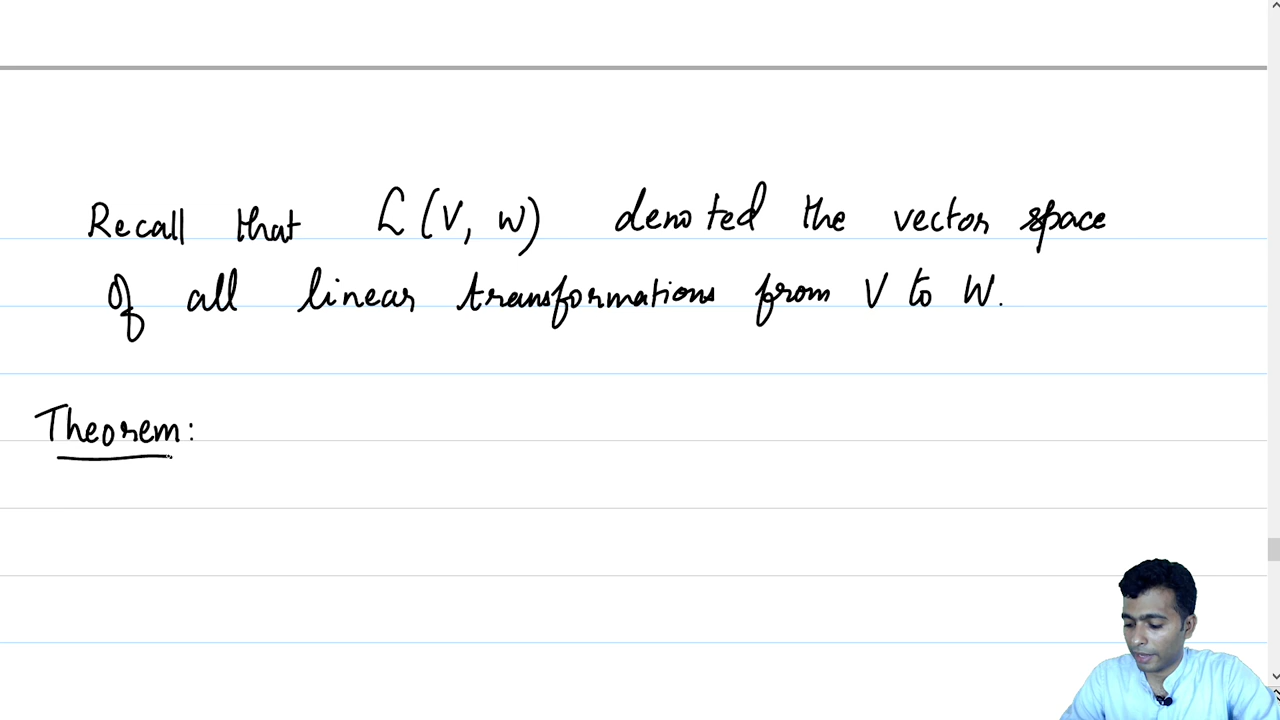 Recall that L(V, W) denoted the vector space
of all linear transformations from V to W.
Theorem: